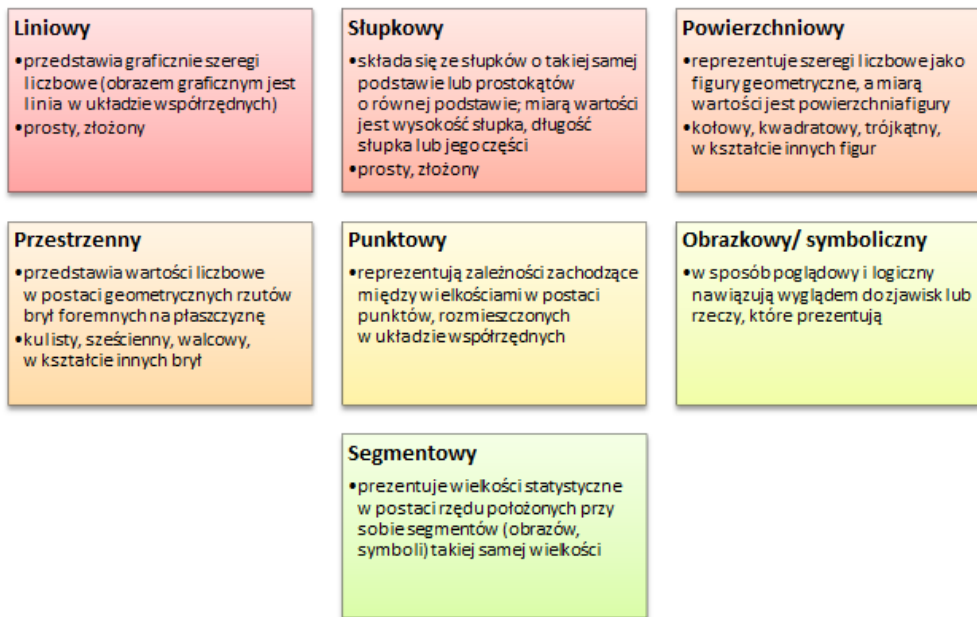 Liniowy
•przedstawia graficznie szeregi
liczbowe (obrazem graficznym jest
linia w układzie współrzędnych)
•prosty, złożony
Słupkowy
•składa się ze słupków o takiej samej
podstawie lub prostokątów
o równej podstawie; miarą wartości
jest wysokość słupka, długość
słupka lub jego części
•prosty, złożony
Powierzchniowy
•reprezentuje szeregi liczbowe jako
figury geometryczne, a miarą
wartości jest powierzchnia figury
•kołowy, kwadratowy, trójkątny,
w kształcie innych figur
Przestrzenny
•przedstawia wartości liczbowe
w postaci geometrycznych rzutów
brył foremnych na płaszczyznę
•kulisty, sześcienny, walcowy,
w kształcie innych brył
Punktowy
•reprezentują zależności zachodzące
między wielkościami w postaci
punktów, rozmieszczonych
w układzie współrzędnych
Obrazkowy/ symboliczny
•w sposób poglądowy i logiczny
nawiązują wyglądem do zjawisk lub
rzeczy, które prezentują
Segmentowy
•prezentuje wielkości statystyczne
w postaci rzędu położonych przy
sobie segmentów (obrazów,
symboli) takiej samej wielkości